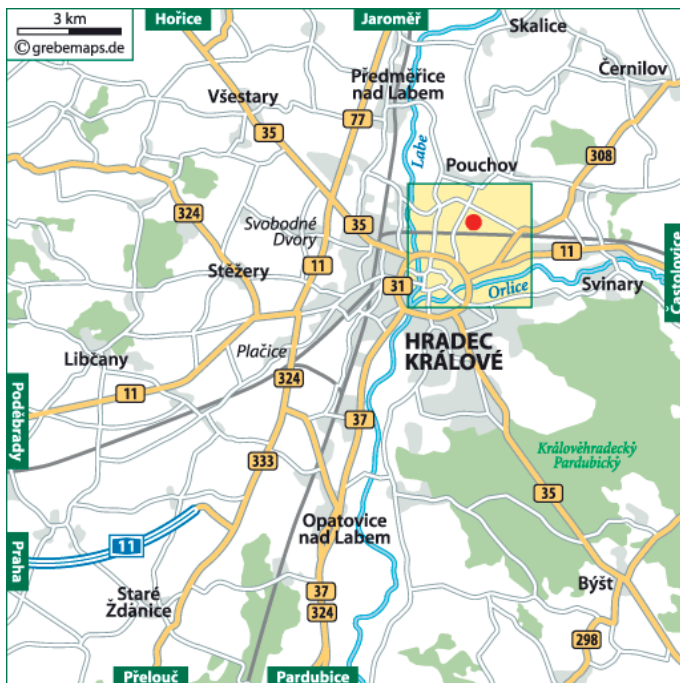 3 km
© grebemaps.de
Hořice
Jaroměř
Skalice
Předměřice
nad Labem
Černilov
Všestary
77
35
Labe
Pouchov
308
324
Svobodné
Dvory
35
11
Častolovice
11
Stěžery
31
Orlice
Svinary
HRADEC
KRÁLOVÉ
Plačice
Libčany
324
11
Poděbrady
37
333
Královéhradecký
Pardubický
35
Opatovice
nad Labem
11
Praha
Staré
Ždánice
37
324
Býšt
298
Přelouč
Pardubice